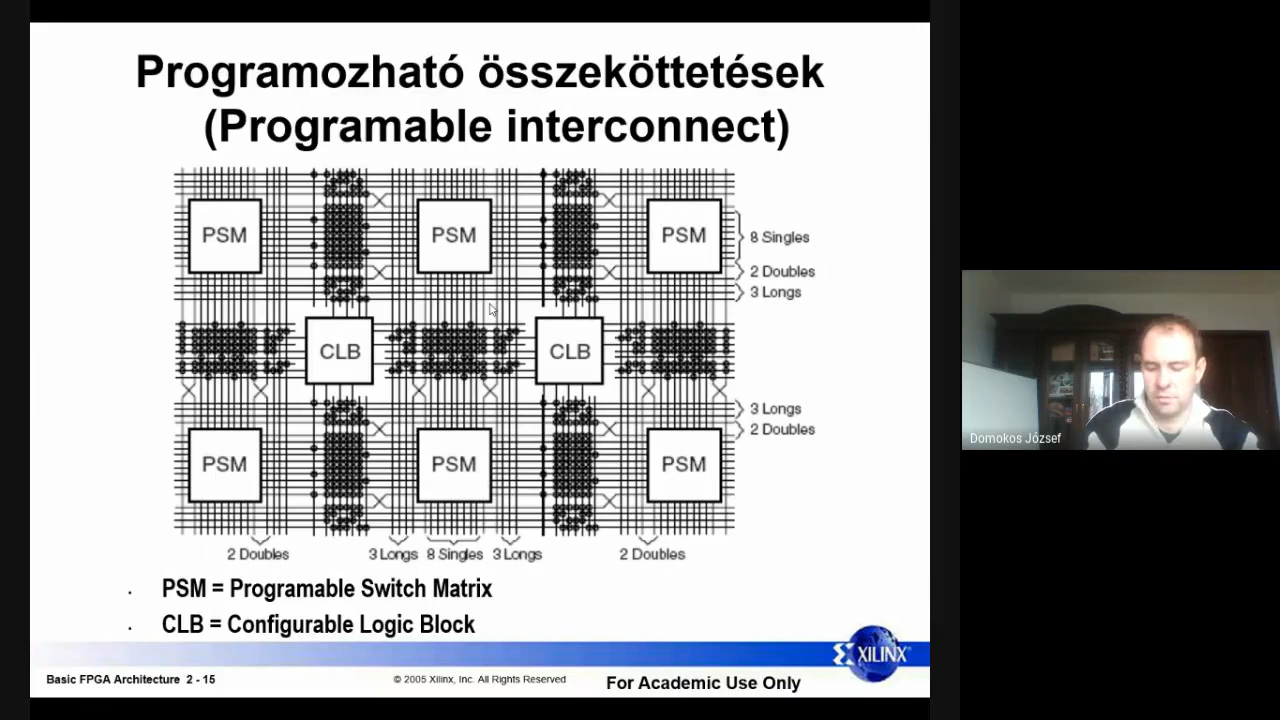 Programozható összeköttetések
(Programable interconnect)
PSM
PSM
PSM
8 Singles
2 Doubles
3 Longs
CLB
CLB
3 Longs
2 Doubles
PSM
PSM
PSM
2 Doubles
3 Longs
8 Singles
3 Longs
2 Doubles
. PSM = Programable Switch Matrix
. CLB = Configurable Logic Block
XILINX®
Basic FPGA Architecture 2 - 15
© 2005 Xilinx, Inc. All Rights Reserved
For Academic Use Only
Domokos József